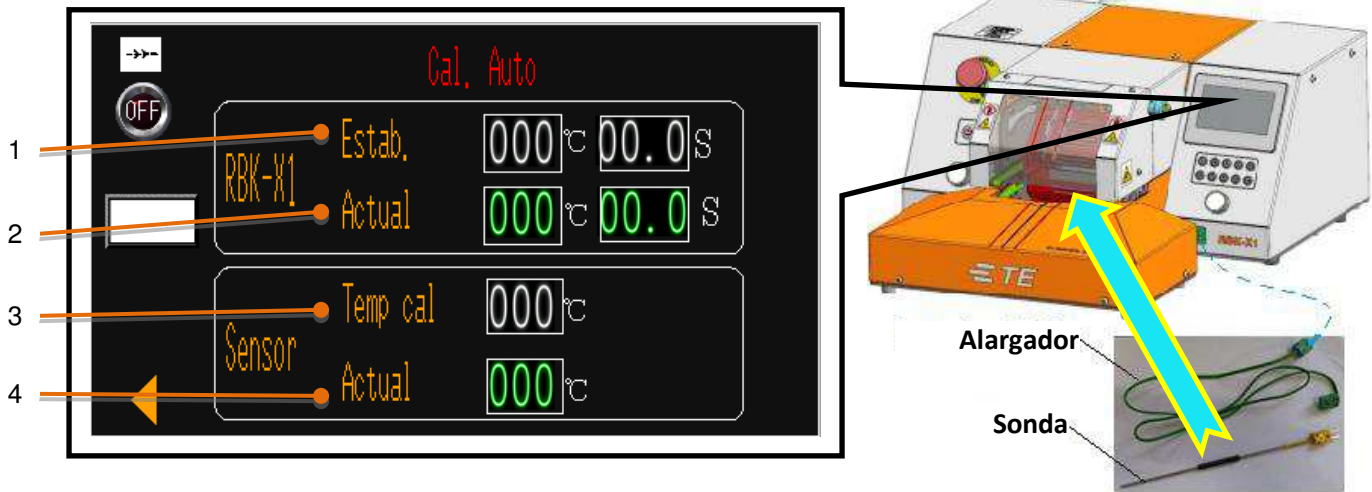 Cal. Auto
OFF
1
Estab.
000 ℃ 00.0 S
RBK-X1
2
Actual
000 ℃ 00.0 S
3
Temp cal
000 ℃
Sensor
4
Actual
000 ℃
RBK-X1
TE
Alargador
Sonda